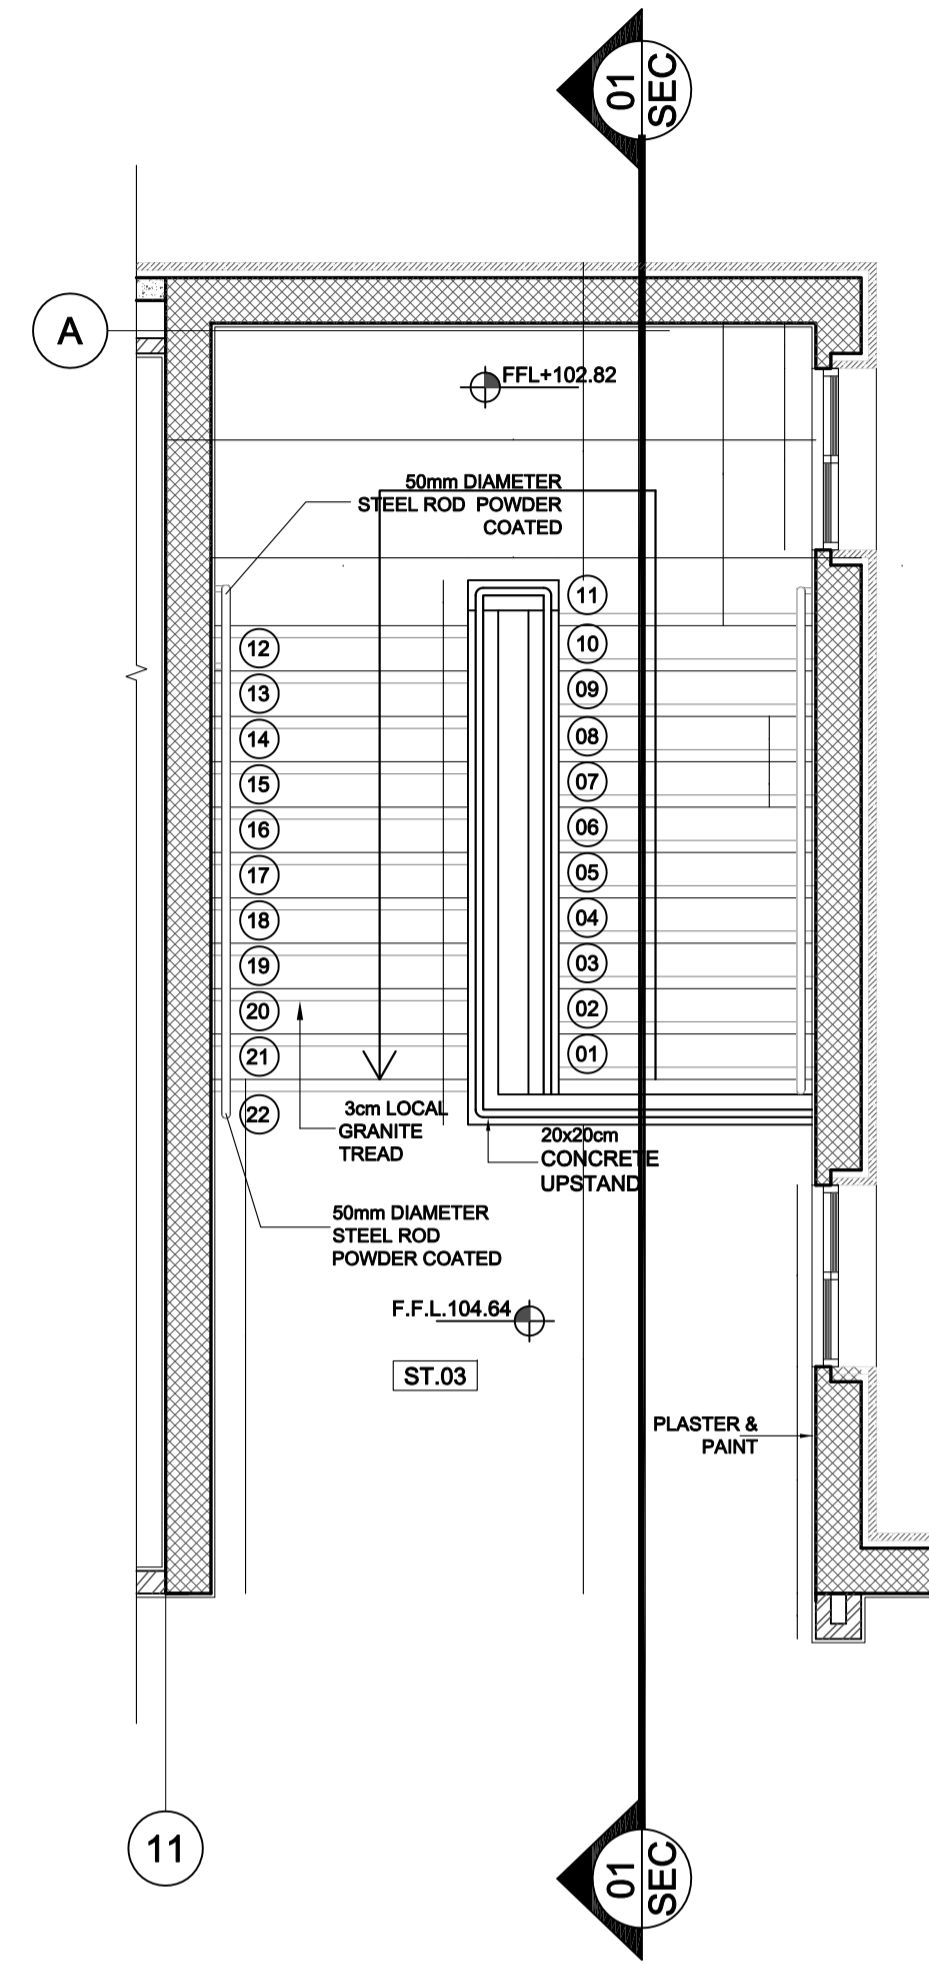 01
SEC
A
FFL+102.82
50mm DIAMETER
STEEL ROD POWDER
COATED
11
12
10
13
09
14
08
15
07
16
06
17
05
18
04
19
03
20
02
21
01
22
3cm LOCAL
GRANITE
TREAD
20x20cm
CONCRETE
UPSTAND
50mm DIAMETER
STEEL ROD
POWDER COATED
F.F.L.104.64
ST.03
PLASTER &
PAINT
11
01
SEC